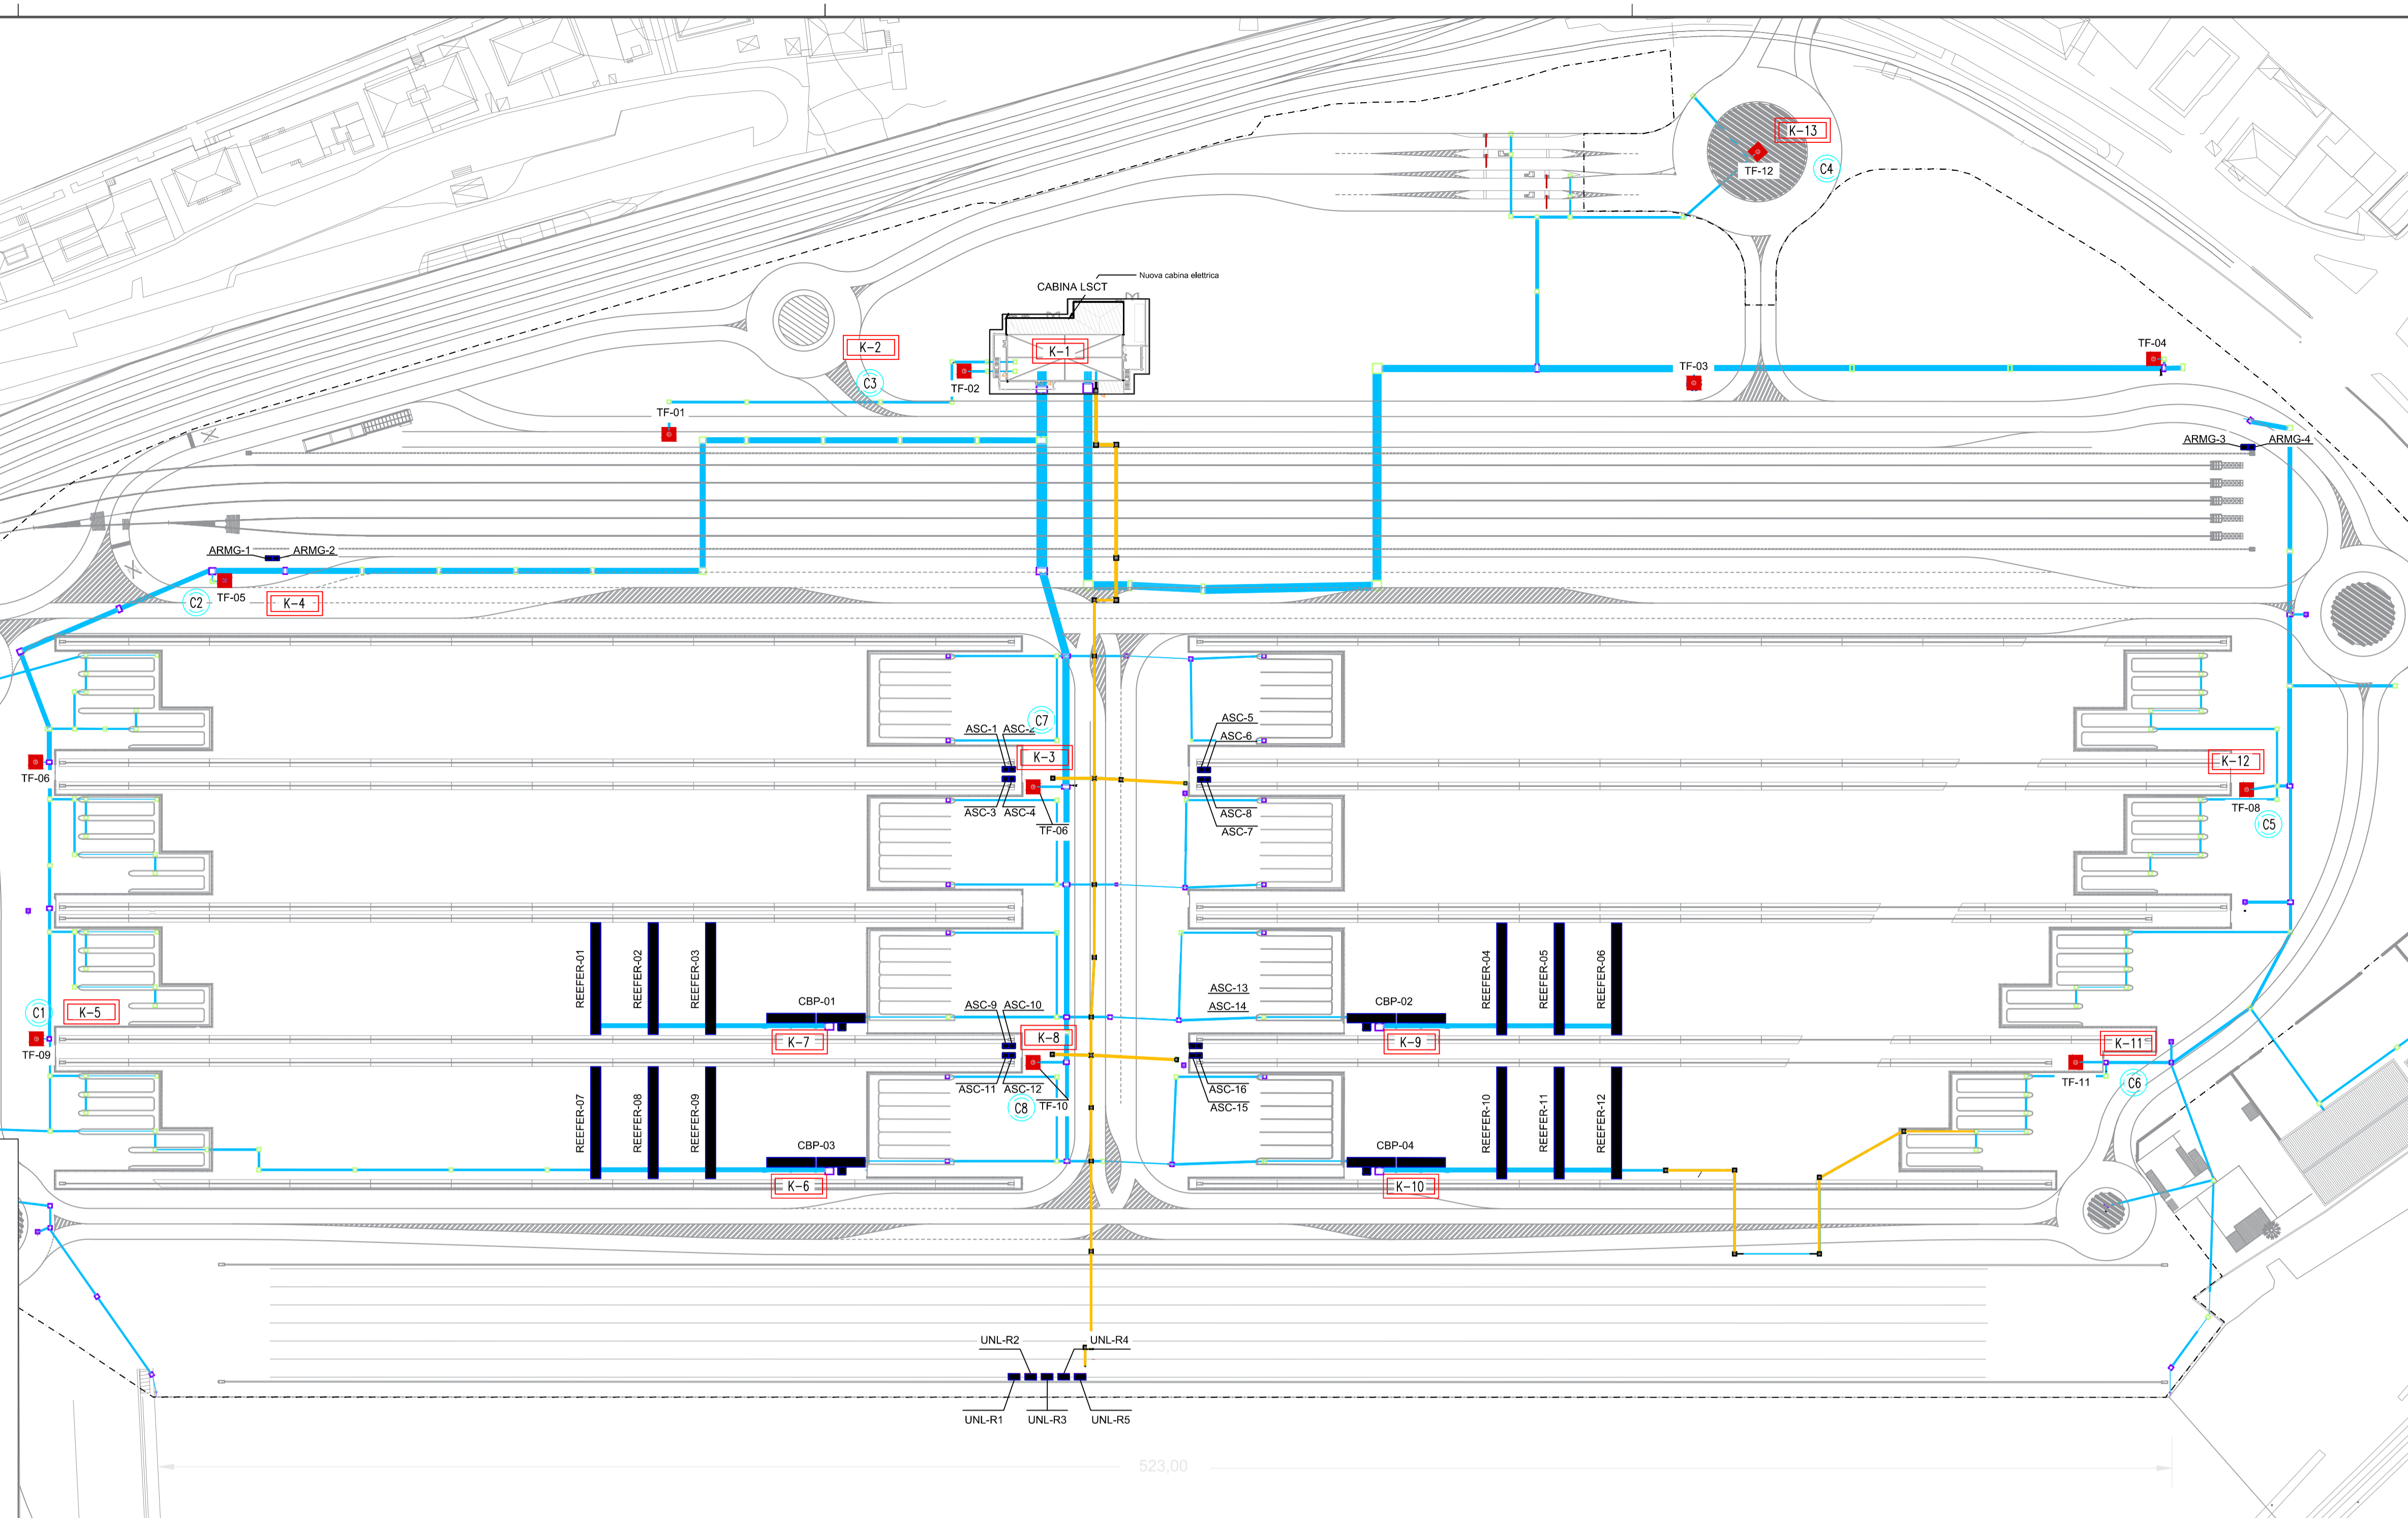 K-13
TF-12
C4
Nuova cabina elettrica
CABINA LSCT
K-2
K-1
TF-04
TF-03
C3
TF-02
TF-01
ARMG-3
ARMG-4
ARMG-1
ARMG-2
TF-05
C2
K-4
ASC-5
C7
ASC-1
ASC-2
ASC-6
K-3
K-12
TF-06
TF-08
ASC-3
ASC-4
ASC-8
C5
TF-06
ASC-7
REEFER-01
REEFER-02
REEFER-03
REEFER-04
REEFER-05
REEFER-06
ASC-13
CBP-01
ASC-9
ASC-10
ASC-14
CBP-02
C1
K-5
K-7
K-8
K-9
K-11
TF-09
ASC-11
ASC-12
ASC-16
TF-11
C6
C8
TF-10
ASC-15
REEFER-07
REEFER-08
REEFER-09
REEFER-10
REEFER-11
REEFER-12
CBP-03
CBP-04
K-6
K-10
UNL-R2
UNL-R4
UNL-R1
UNL-R3
UNL-R5
523,00